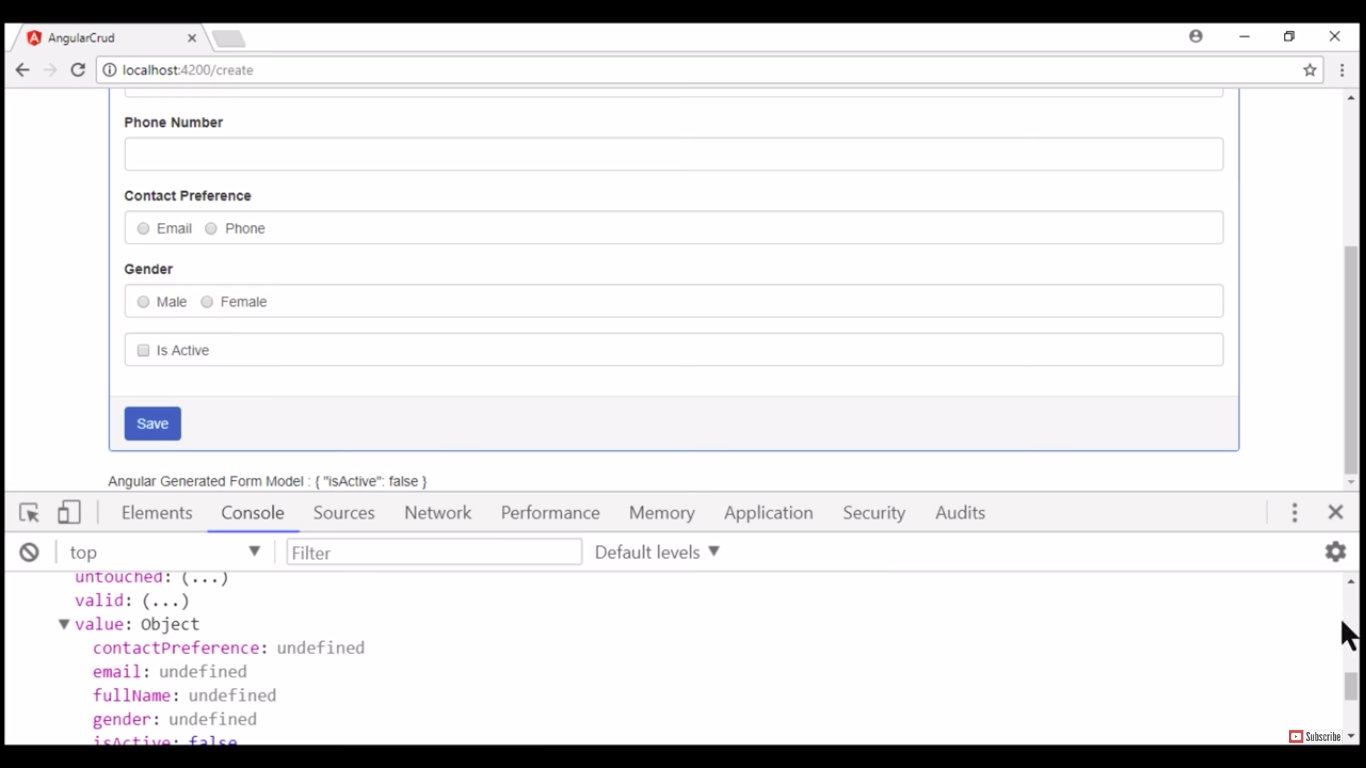 AngularCrud
localhost:4200/create
Phone Number
Contact Preference
Email Phone
Gender
Male Female
Is Active
Save
Angular Generated Form Model : { "isActive": false }
Elements Console Sources Network Performance Memory Application Security Audits
top Filter Default levels
untouched: (...)
valid: (...)
value: Object
contactPreference: undefined
email: undefined
fullName: undefined
gender: undefined
isActive: false
Subscribe